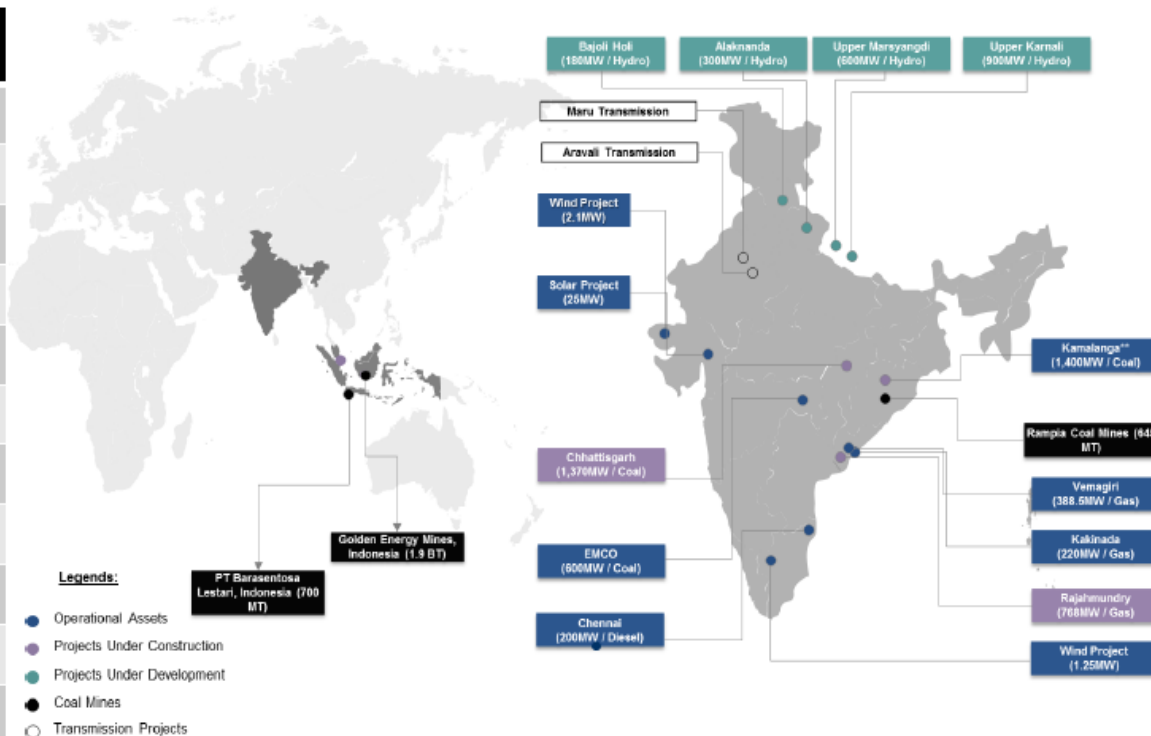 Bajoli Holi
(180MW / Hydro)
Alaknanda
(300MW / Hydro)
Upper Marsyangdi
(600MW / Hydro)
Upper Karnali
(900MW / Hydro)
Maru Transmission
Aravali Transmission
Wind Project
(2.1MW)
Solar Project
(25MW)
Kamalanga**
(1,400MW / Coal)
Rampia Coal Mines (645
MT)
Chhattisgarh
(1,370MW / Coal)
Vemagiri
(388.5MW / Gas)
Golden Energy Mines,
Indonesia (1.9 BT)
EMCO
(600MW / Coal)
Kakinada
(220MW / Gas)
PT Barasentosa
Lestari, Indonesia (700
MT)
Rajahmundry
(768MW / Gas)
Chennai
(200MW / Diesel)
Wind Project
(1.25MW)
Legends:
Operational Assets
Projects Under Construction
Projects Under Development
Coal Mines
Transmission Projects